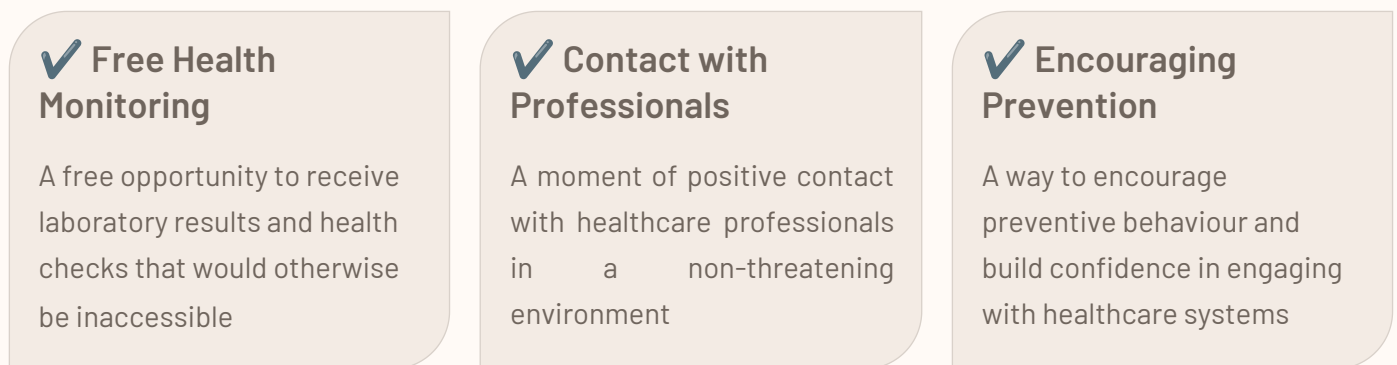 ✔ Free Health
Monitoring
A free opportunity to receive
laboratory results and health
checks that would otherwise
be inaccessible
✔ Contact with
Professionals
A moment of positive contact
with healthcare professionals
in a non-threatening
environment
✔ Encouraging
Prevention
A way to encourage
preventive behaviour and
build confidence in engaging
with healthcare systems